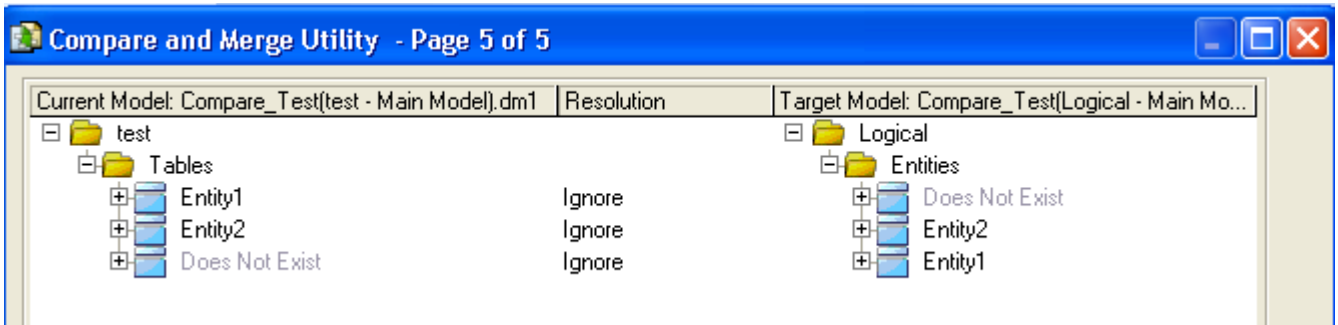 Compare and Merge Utility - Page 5 of 5
Current Model: Compare_Test(test - Main Model).dm1 Resolution Target Model: Compare_Test(Logical - Main Mo...
test Logical
Tables Entities
Entity1 Ignore Does Not Exist
Entity2 Ignore Entity2
Does Not Exist Ignore Entity1